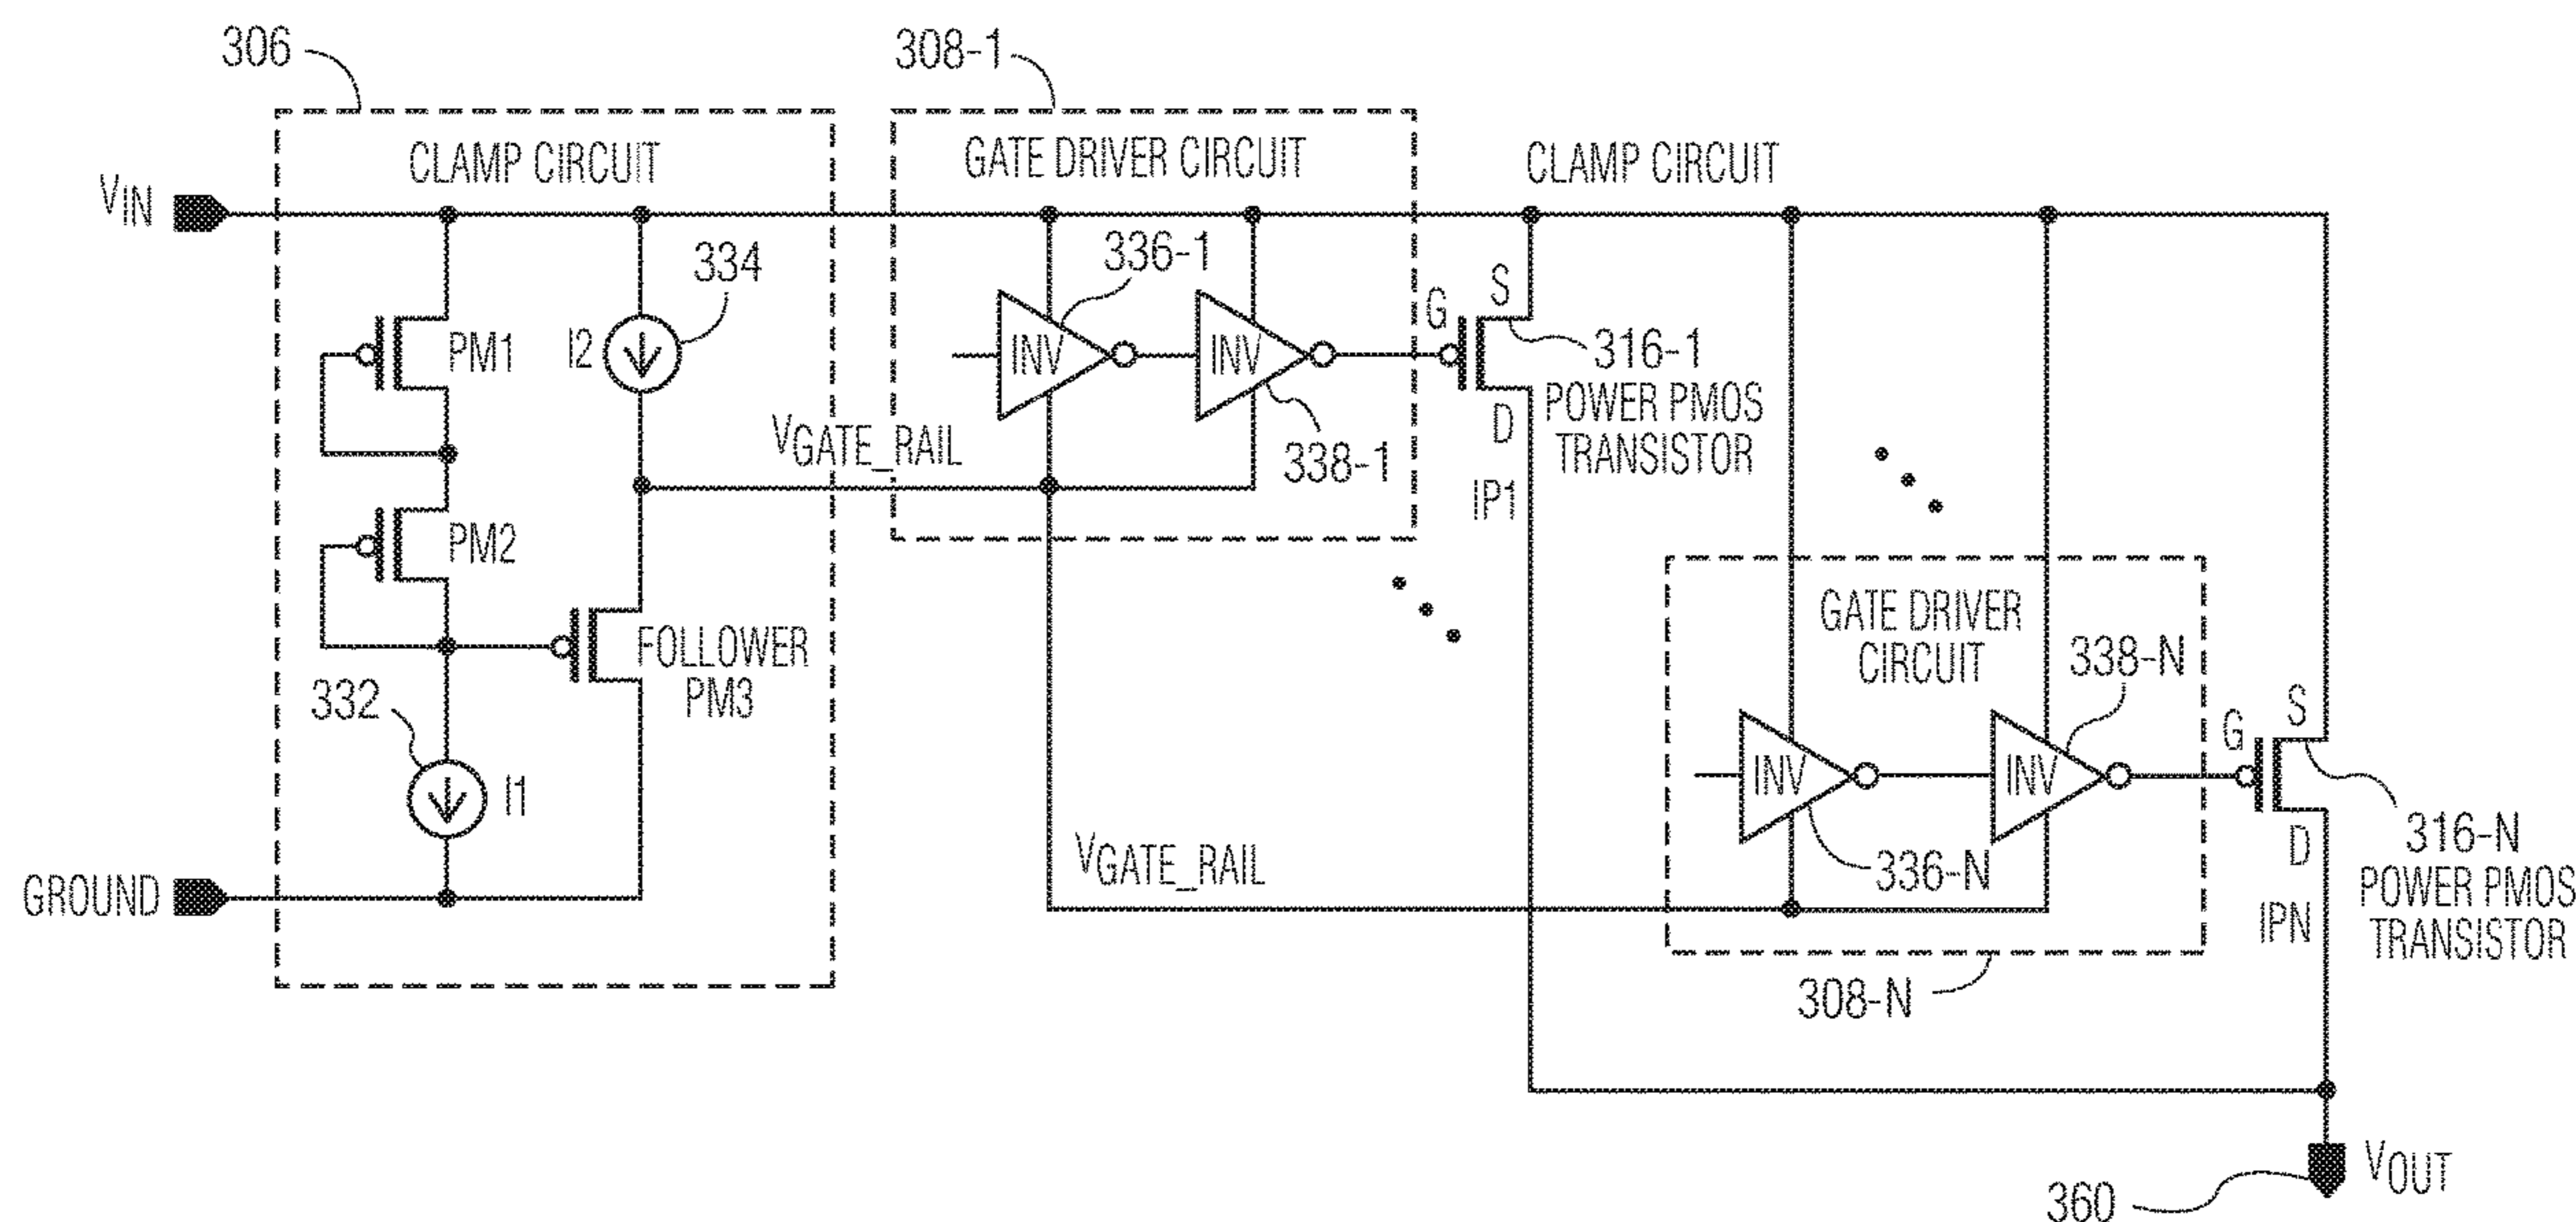 306
308-1
CLAMP CIRCUIT
GATE DRIVER CIRCUIT
CLAMP CIRCUIT
VIN
336-1
334
S
G
PM1
I2
INV
INV
316-1
POWER PMOS
TRANSISTOR
D
VGATE_RAIL
338-1
IP1
PM2
GATE DRIVER
CIRCUIT
FOLLOWER
PM3
338-N
332
S
G
INV
INV
I1
316-N
POWER PMOS
TRANSISTOR
D
VGATE_RAIL
336-N
GROUND
IPN
308-N
VOUT
360